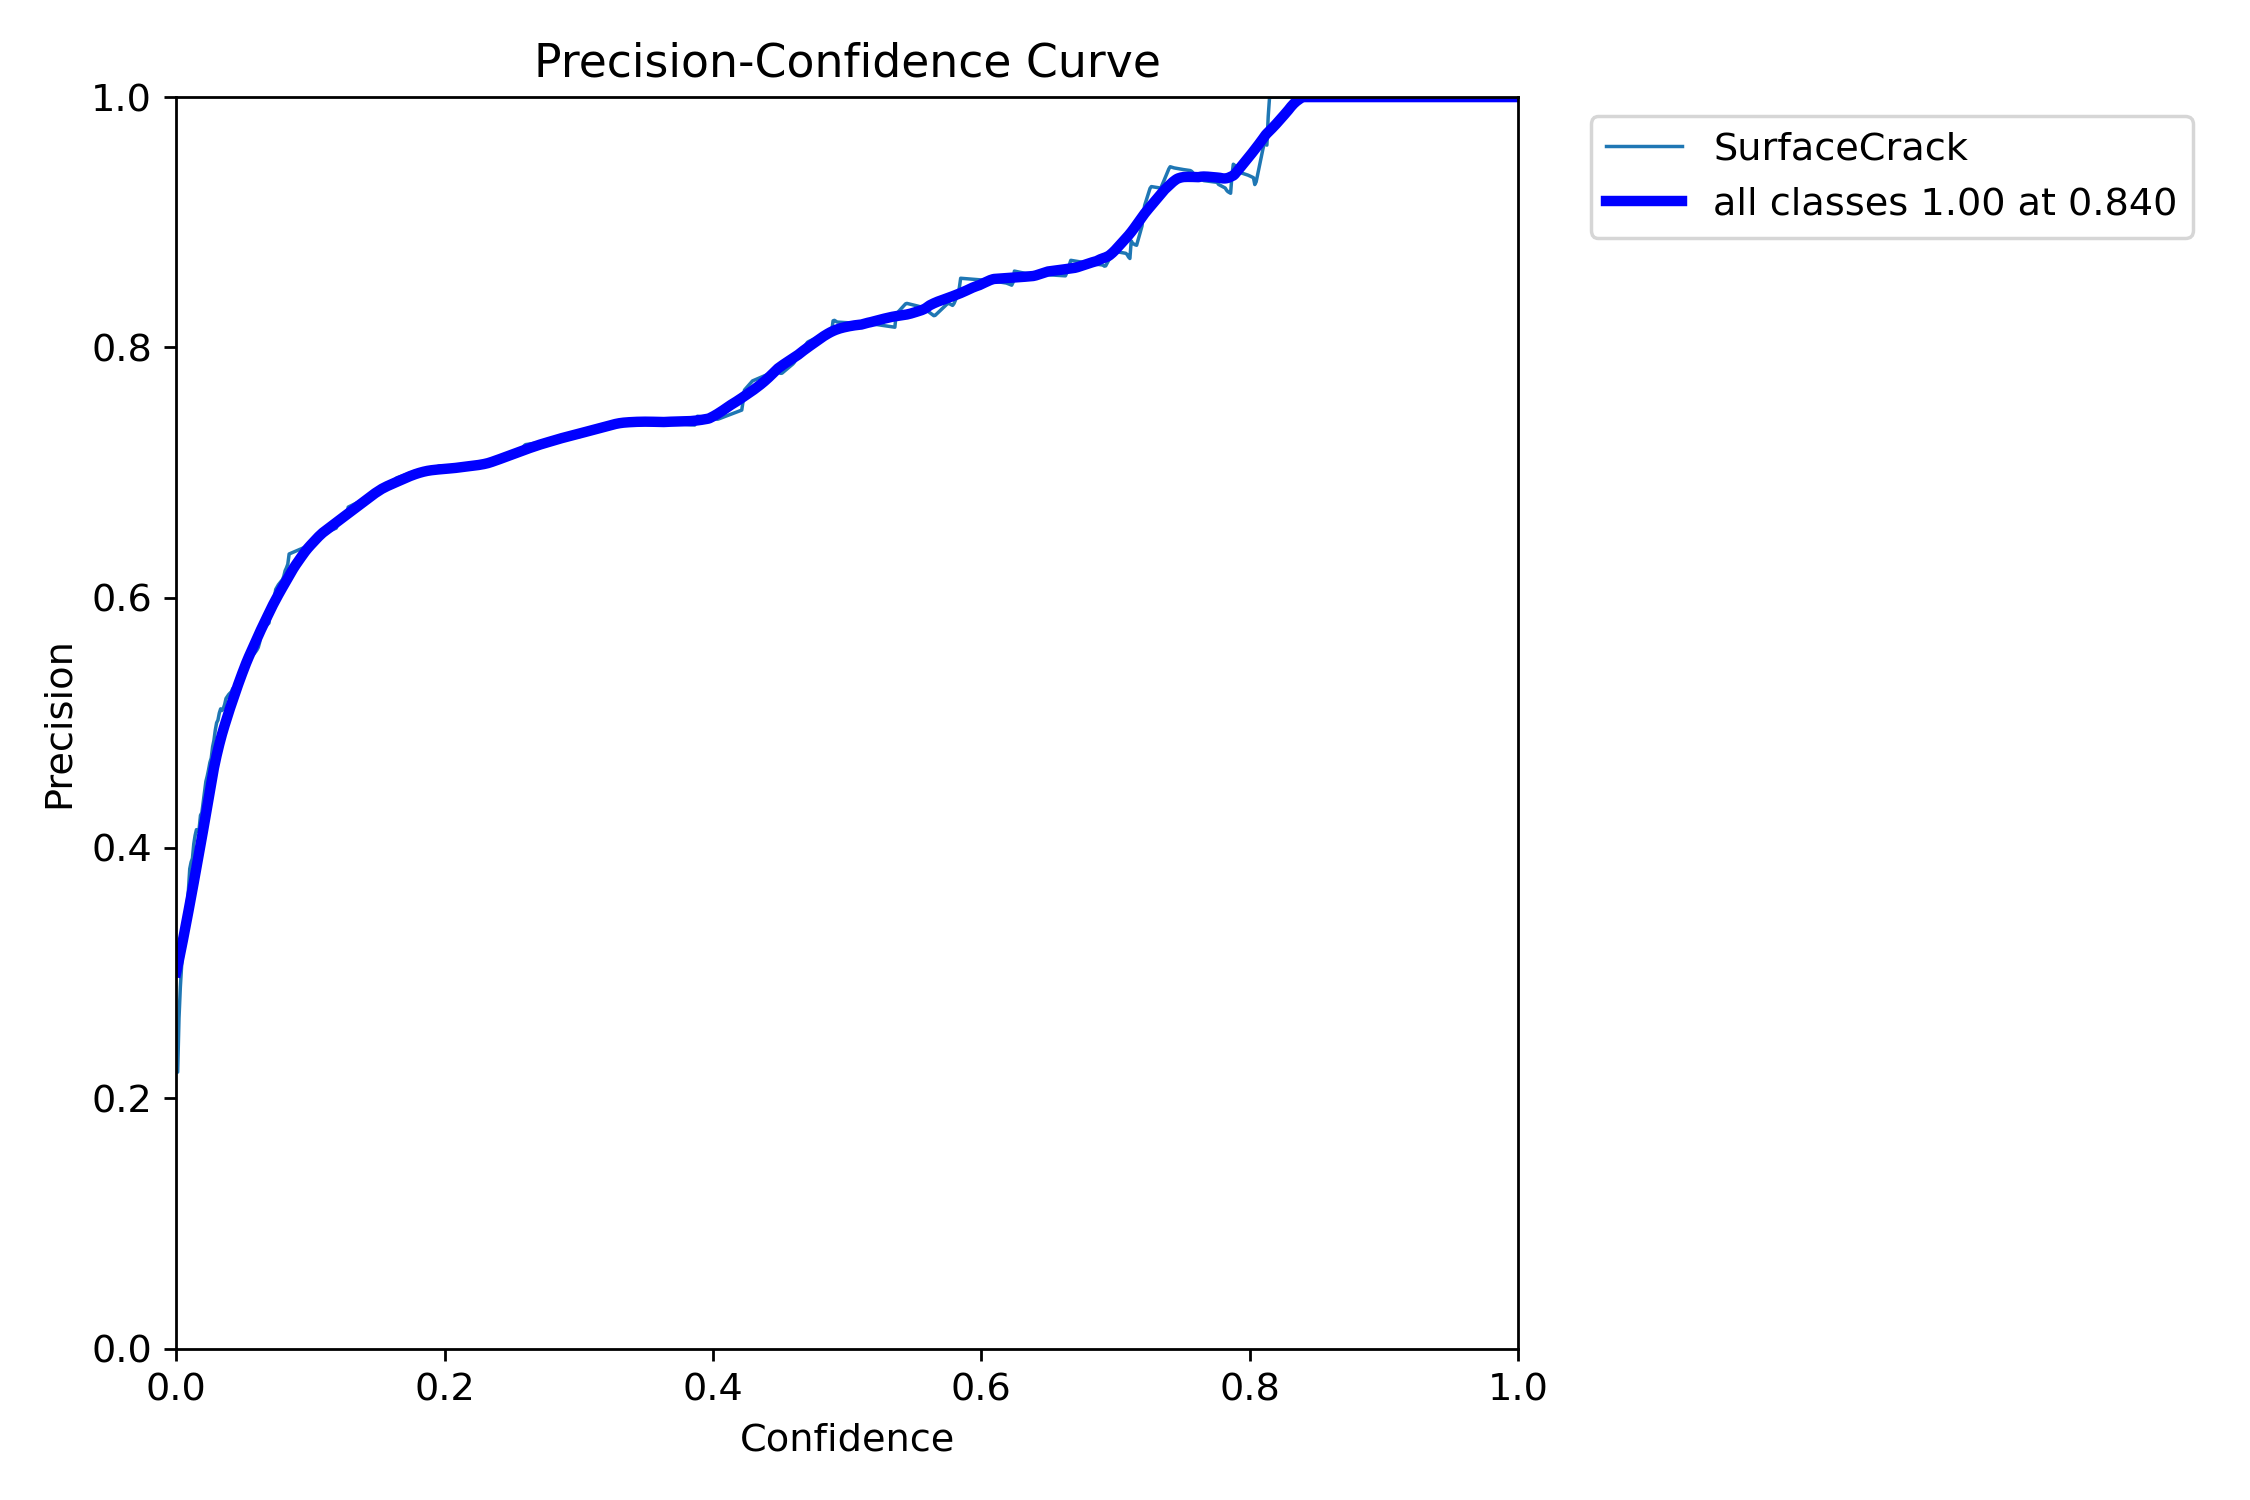 Precision-Confidence Curve
1.0
0.8
0.6
0.4
0.2
0.0
Precision
0.0 0.2 0.4 0.6 0.8 1.0
Confidence
SurfaceCrack
all classes 1.00 at 0.840